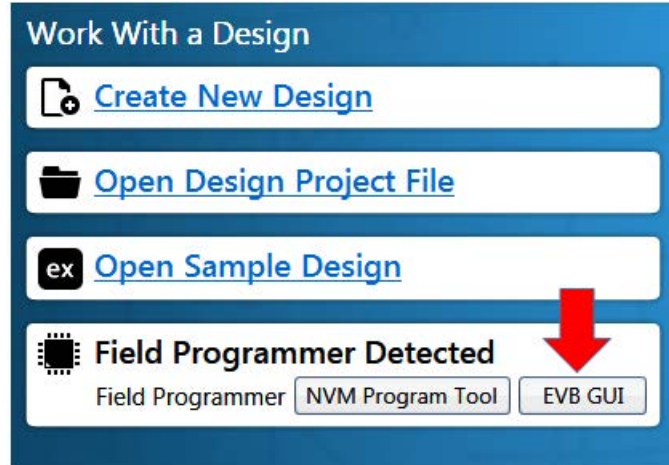 Work With a Design
Create New Design
Open Design Project File
ex Open Sample Design
Field Programmer Detected
Field Programmer NVM Program Tool EVB GUI